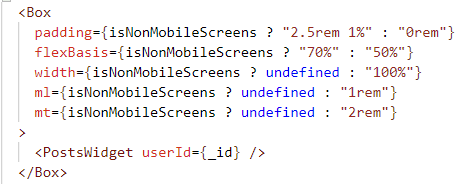 <Box
padding={isNonMobileScreens ? "2.5rem 1%" : "0rem"}
flexBasis={isNonMobileScreens ? "70%" : "50%"}
width={isNonMobileScreens ? undefined : "100%"}
ml={isNonMobileScreens ? undefined : "1rem"}
mt={isNonMobileScreens ? undefined : "2rem"}
>
<PostsWidget userId={_id} />
</Box>